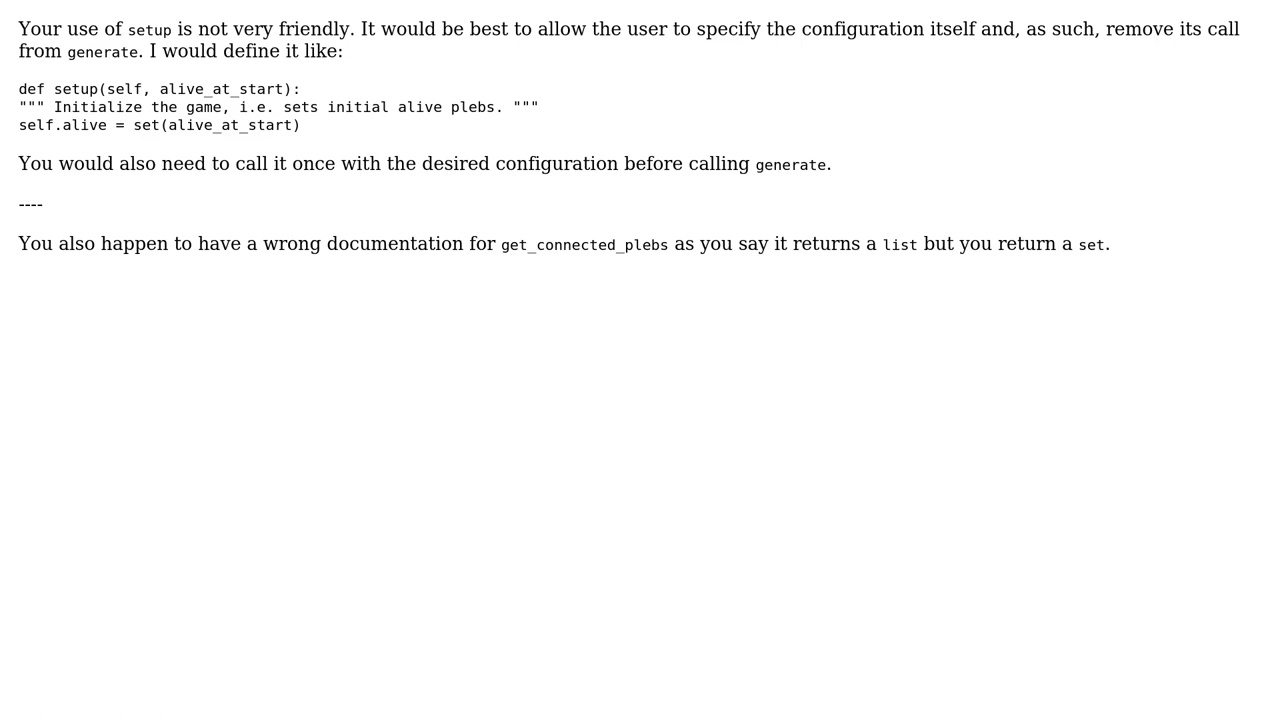 Your use of setup is not very friendly. It would be best to allow the user to specify the configuration itself and, as such, remove its call
from generate. I would define it like:
def setup(self, alive_at_start):
""" Initialize the game, i.e. sets initial alive plebs. """
self.alive = set(alive_at_start)
You would also need to call it once with the desired configuration before calling generate.
----
You also happen to have a wrong documentation for get_connected_plebs as you say it returns a list but you return a set.